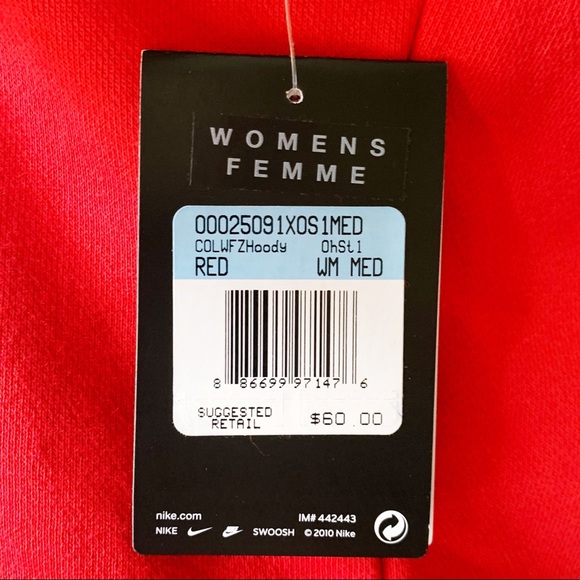 WOMENS
FEMME
00025091X0S1MED
COLWFZHoody OhSt1
RED WM MED
8 86699 97147 6
SUGGESTED
RETAIL $60.00
nike.com IM# 442443
NIKE SWOOSH © 2010 Nike